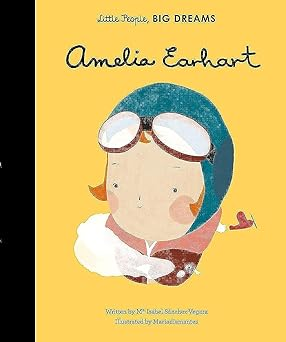 Little People, BIG DREAMS
Amelia Earhart
Written by Mª Isabel Sánchez Vegara
Illustrated by Mariadiamantes